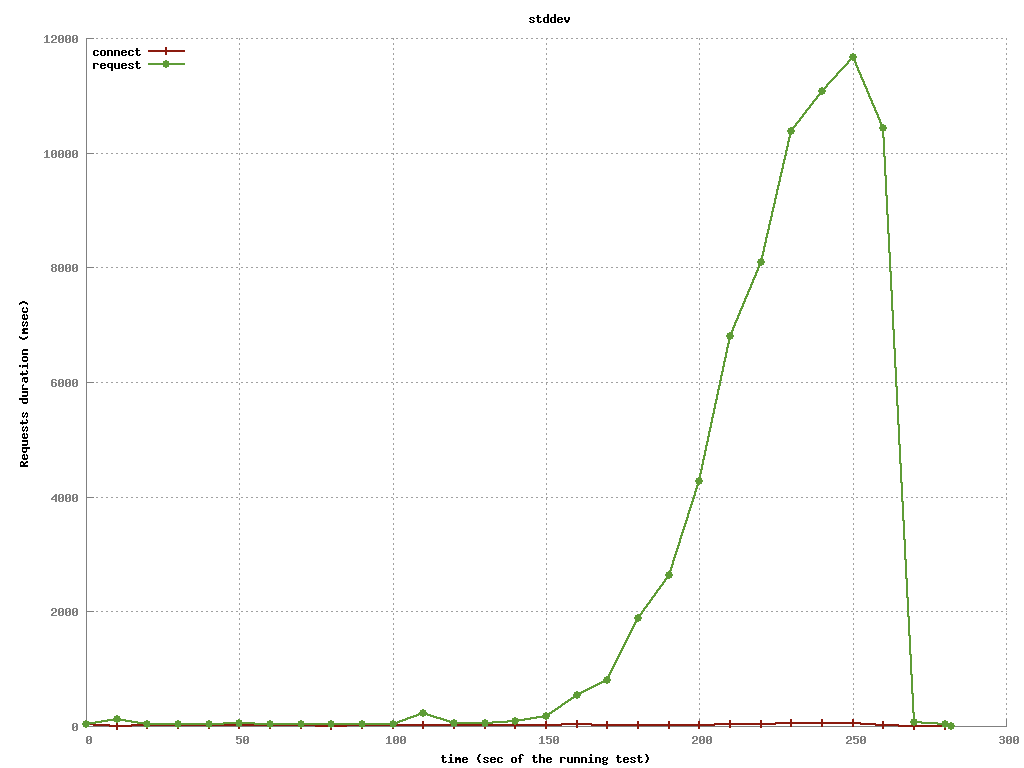 stddev
12000
connect
request
10000
8000
Requests duration (msec)
6000
4000
2000
0
0 50 100 150 200 250 300
time (sec of the running test)